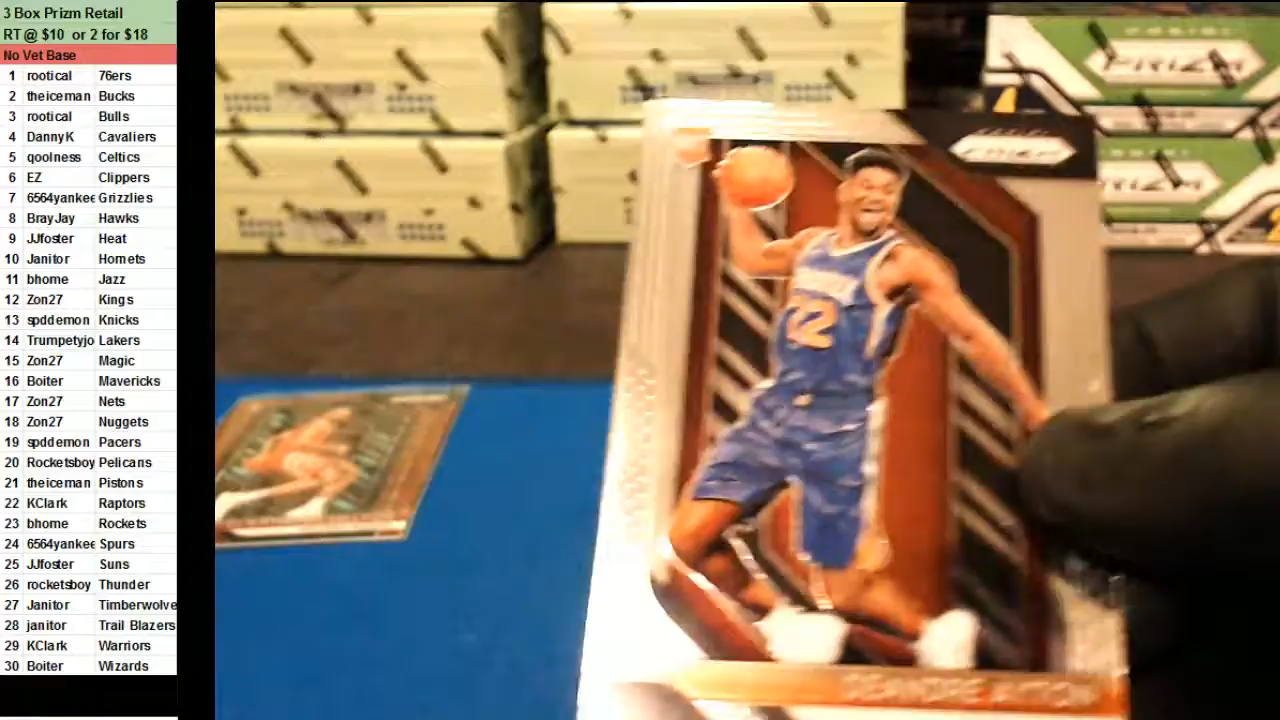 3 Box Prizm Retail
RT @ $10 or 2 for $18
No Vet Base
1 rootical 76ers
2 theiceman Bucks
3 rootical Bulls
4 DannyK Cavaliers
5 qoolness Celtics
6 EZ Clippers
7 6564yankee Grizzlies
8 BrayJay Hawks
9 JJfoster Heat
10 Janitor Hornets
11 bhome Jazz
12 Zon27 Kings
13 spddemon Knicks
14 Trumpetyjo Lakers
15 Zon27 Magic
16 Boiter Mavericks
17 Zon27 Nets
18 Zon27 Nuggets
19 spddemon Pacers
20 Rocketsboy Pelicans
21 theiceman Pistons
22 KClark Raptors
23 bhome Rockets
24 6564yankee Spurs
25 JJfoster Suns
26 rocketsboy Thunder
27 Janitor Timberwolve
28 janitor Trail Blazers
29 KClark Warriors
30 Boiter Wizards
PRIZM
PRIZM
22
DEANDRE AYTON